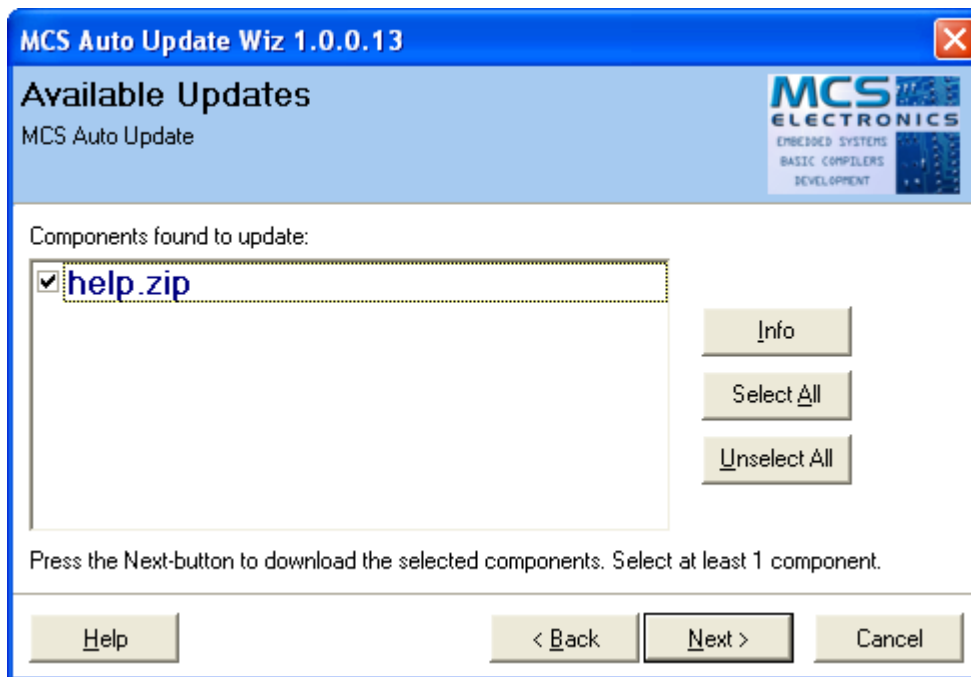 MCS Auto Update Wiz 1.0.0.13
Available Updates
MCS Auto Update
MCS
ELECTRONICS
EMBEDDED SYSTEMS
BASIC COMPILERS
DEVELOPMENT
Components found to update:
help.zip
Info
Select All
Unselect All
Press the Next-button to download the selected components. Select at least 1 component.
Help
< Back
Next >
Cancel